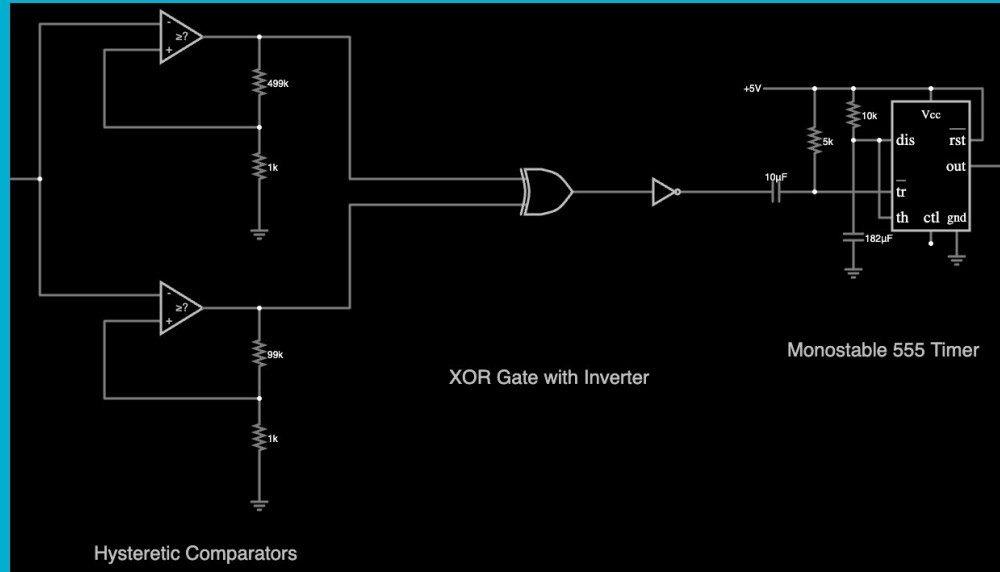 -
≥?
+
499k
1k
-
≥?
+
99k
1k
Hysteretic Comparators
XOR Gate with Inverter
+5V
5k
10k
10µF
182µF
Vcc
dis
rst
out
tr
th
ctl
gnd
Monostable 555 Timer